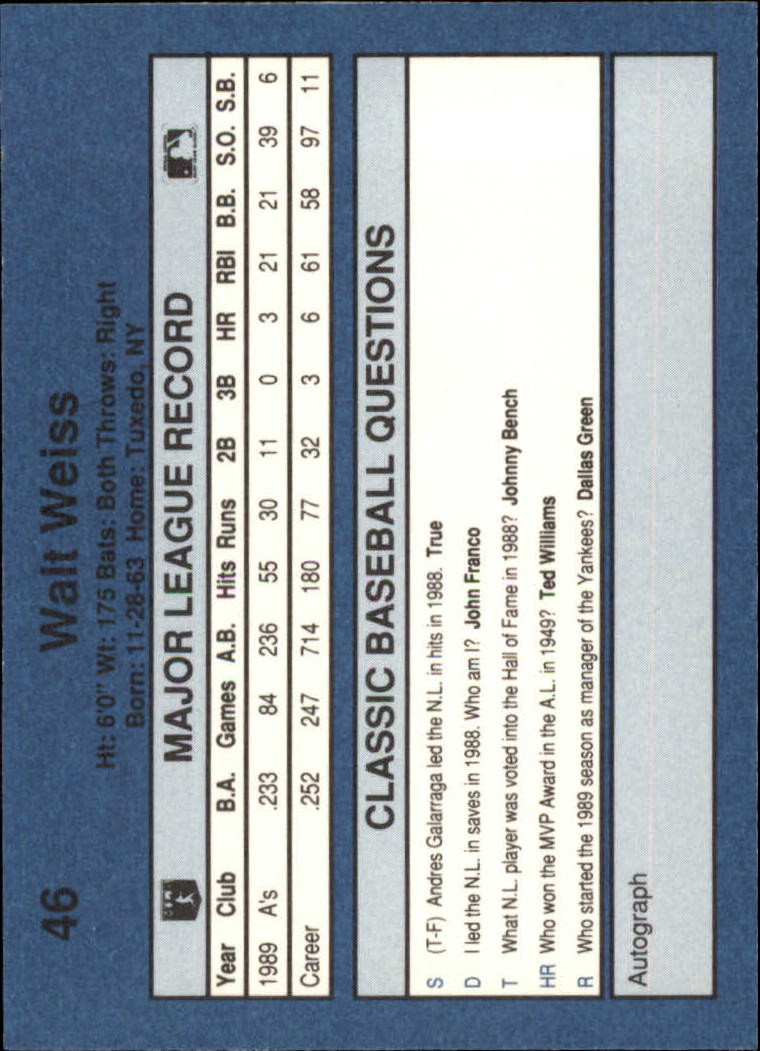 46 Walt Weiss
Ht: 6'0" Wt: 175 Bats: Both Throws: Right
Born: 11-28-63 Home: Tuxedo, NY
MAJOR LEAGUE RECORD
Year Club B.A. Games A.B. Hits Runs 2B 3B HR RBI B.B. S.O. S.B.
1989 A's .233 84 236 55 30 11 0 3 21 21 39 6
Career .252 247 714 180 77 32 3 6 61 58 97 11
CLASSIC BASEBALL QUESTIONS
S (T-F) Andres Galarraga led the N.L. in hits in 1988. True
D I led the N.L. in saves in 1988. Who am I? John Franco
T What N.L. player was voted into the Hall of Fame in 1988? Johnny Bench
HR Who won the MVP Award in the A.L. in 1949? Ted Williams
R Who started the 1989 season as manager of the Yankees? Dallas Green
Autograph